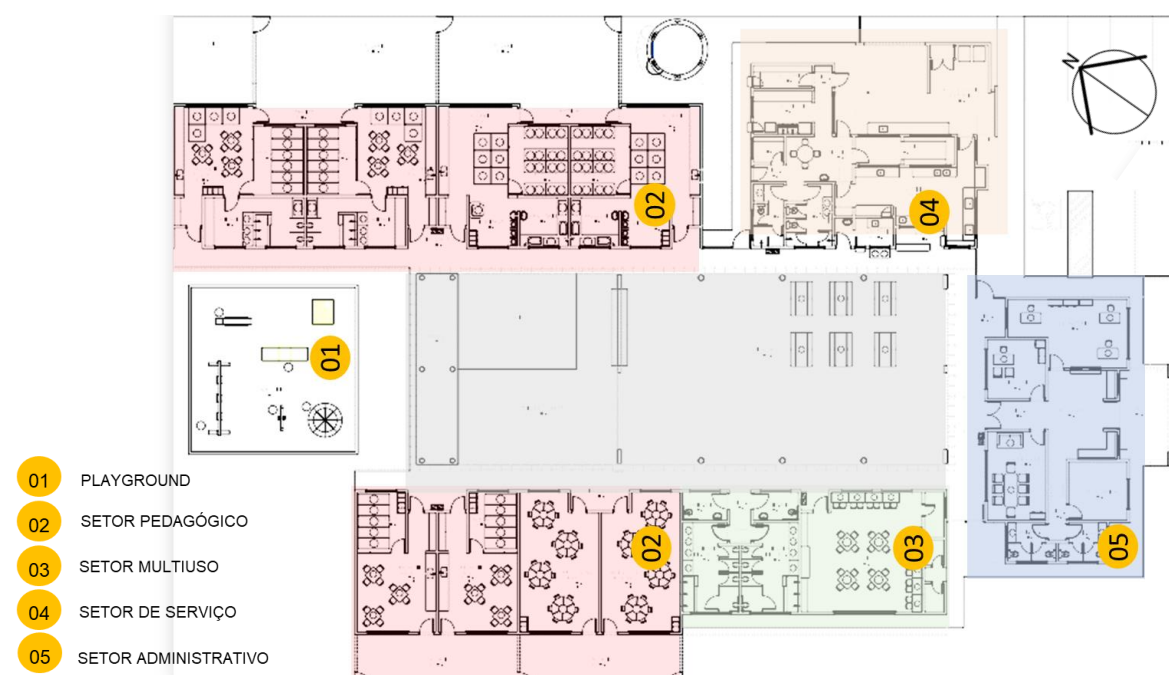 N
02
04
01
02
03
05
01 PLAYGROUND
02 SETOR PEDAGÓGICO
03 SETOR MULTIUSO
04 SETOR DE SERVIÇO
05 SETOR ADMINISTRATIVO